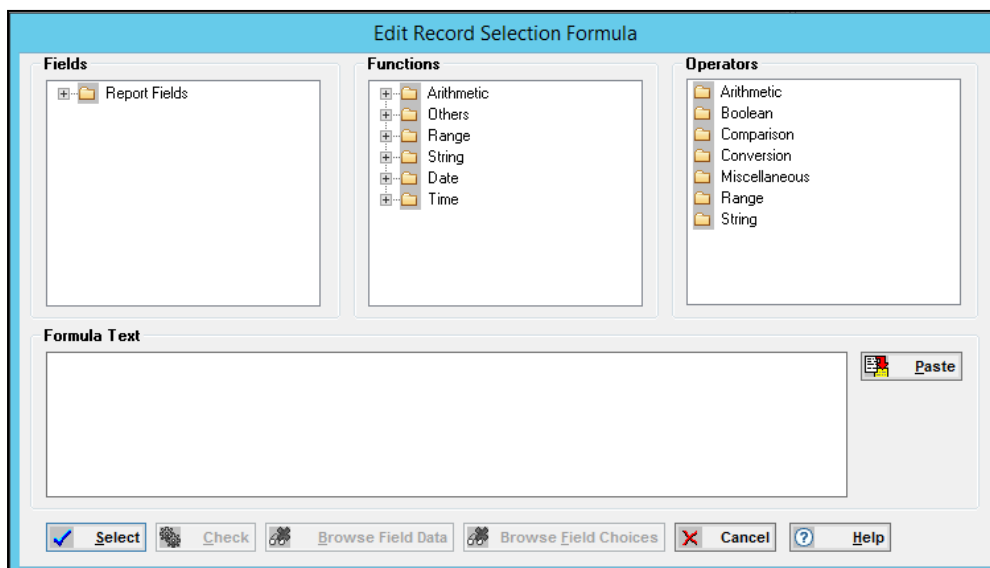 Edit Record Selection Formula
Fields
Report Fields
Functions
Arithmetic
Others
Range
String
Date
Time
Operators
Arithmetic
Boolean
Comparison
Conversion
Miscellaneous
Range
String
Formula Text
Paste
Select
Check
Browse Field Data
Browse Field Choices
Cancel
Help